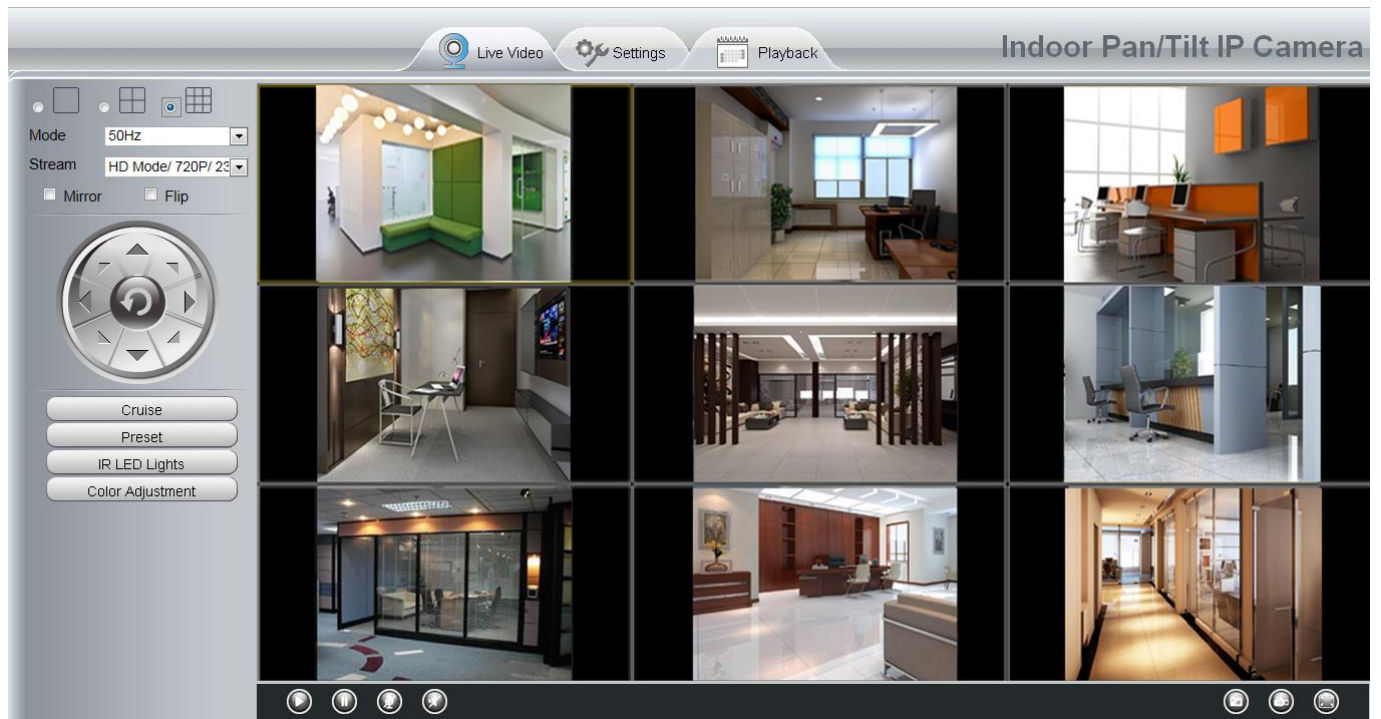 Live Video
Settings
Playback
Indoor Pan/Tilt IP Camera
Mode 50Hz
Stream HD Mode/ 720P/ 23
Mirror Flip
Cruise
Preset
IR LED Lights
Color Adjustment